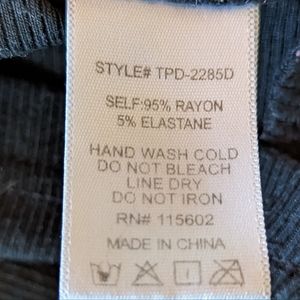 STYLE# TPD-2285D
SELF:95% RAYON
5% ELASTANE
HAND WASH COLD
DO NOT BLEACH
LINE DRY
DO NOT IRON
RN# 115602
MADE IN CHINA